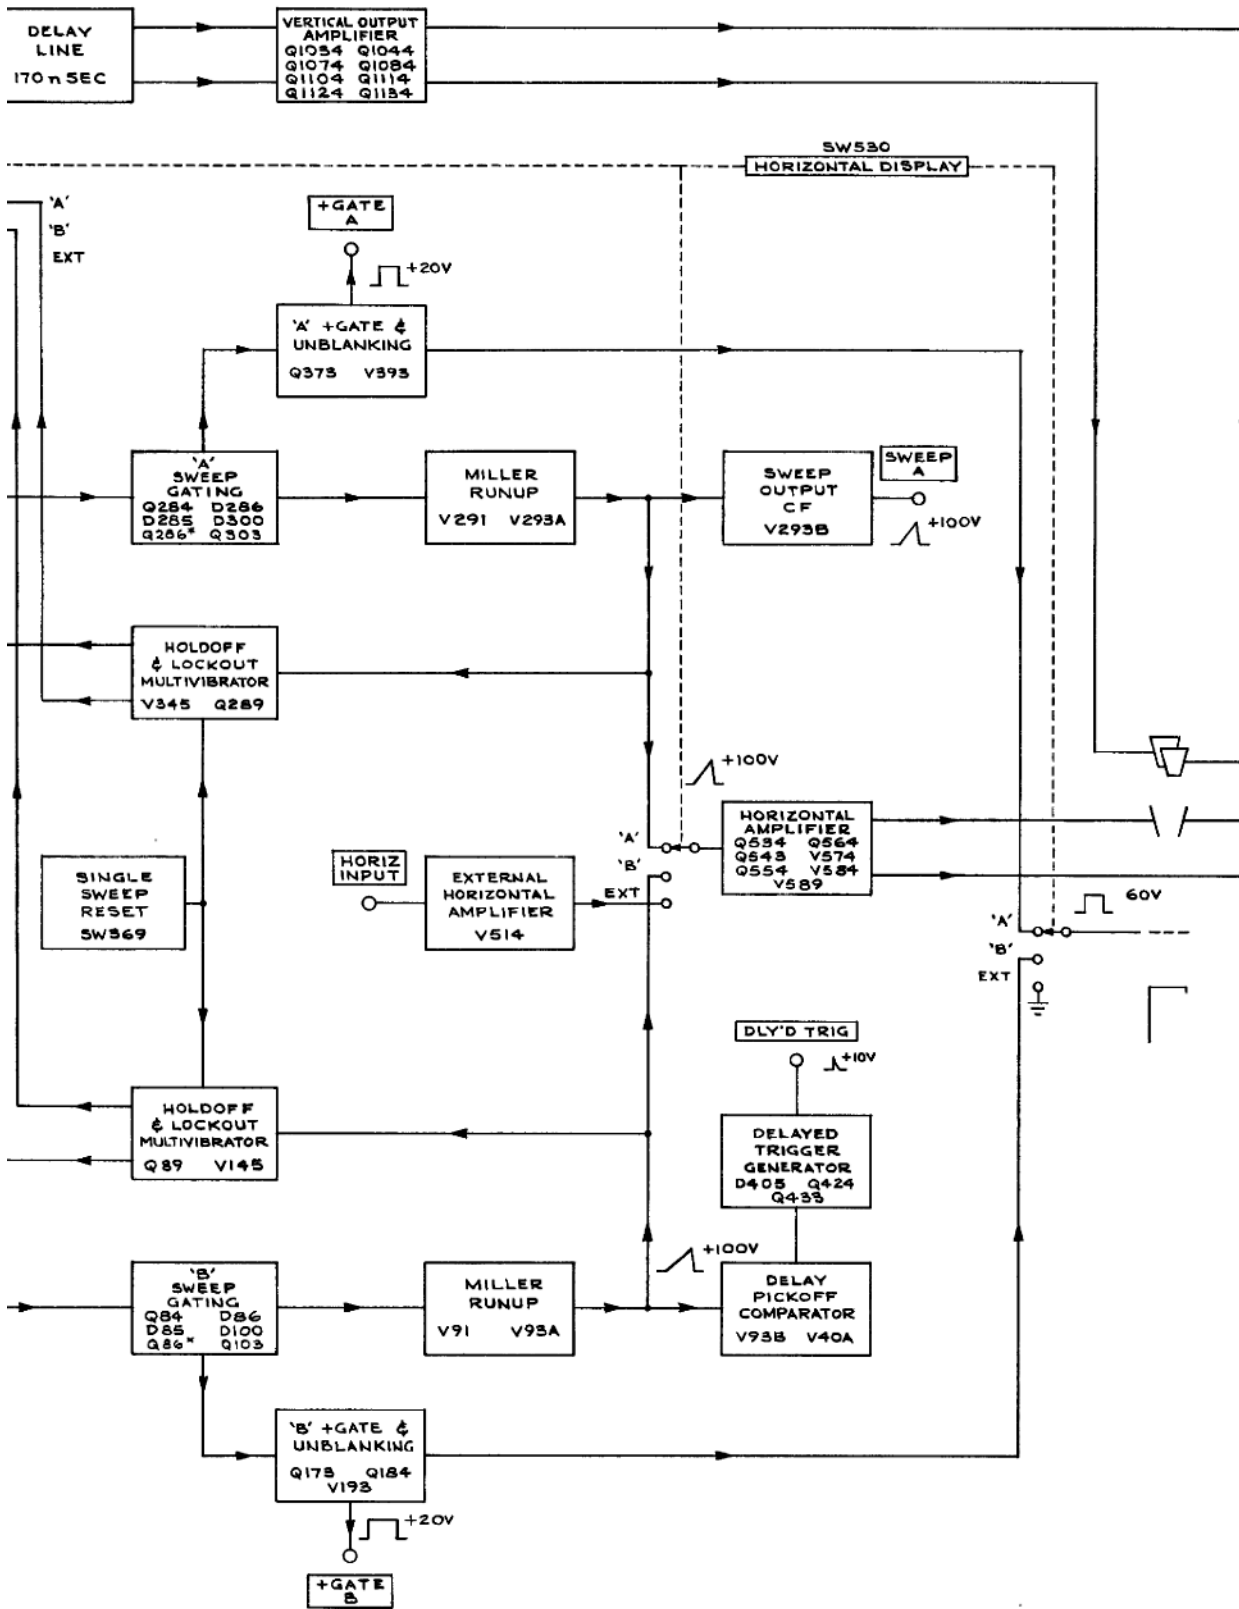 DELAY
LINE
170 n SEC
VERTICAL OUTPUT
AMPLIFIER
Q1034 Q1044
Q1074 Q1084
Q1104 Q1114
Q1124 Q1134
SW530
HORIZONTAL DISPLAY
'A'
'B'
EXT
+GATE
A
+20V
'A' +GATE &
UNBLANKING
Q373 V393
'A'
SWEEP
GATING
Q284 D286
D285 D300
Q286* Q303
MILLER
RUNUP
V291 V293A
SWEEP
OUTPUT
CF
V293B
SWEEP
A
+100V
HOLDOFF
& LOCKOUT
MULTIVIBRATOR
V345 Q289
+100V
HORIZONTAL
AMPLIFIER
Q534 Q564
Q543 V574
Q554 V584
V589
'A'
'B'
EXT
HORIZ
INPUT
EXTERNAL
HORIZONTAL
AMPLIFIER
V514
SINGLE
SWEEP
RESET
SW369
60V
'A'
'B'
EXT
DLY'D TRIG
+10V
HOLDOFF
& LOCKOUT
MULTIVIBRATOR
Q89 V145
DELAYED
TRIGGER
GENERATOR
D405 Q424
Q433
+100V
'B'
SWEEP
GATING
Q84 D86
D85 D100
Q86* Q103
MILLER
RUNUP
V91 V93A
DELAY
PICKOFF
COMPARATOR
V93B V40A
'B' +GATE &
UNBLANKING
Q173 Q184
V193
+20V
+GATE
B